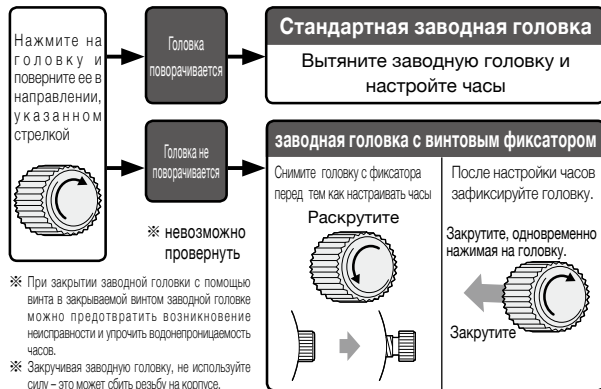 Нажмите на
головку и
поверните ее в
направлении,
указанном
стрелкой
Головка
поворачивается
Стандартная заводная головка
Вытяните заводную головку и
настройте часы
Головка не
поворачивается
※ невозможно
провернуть
заводная головка с винтовым фиксатором
Снимите головку с фиксатора
перед тем как настраивать часы
Раскрутите
После настройки часов
зафиксируйте головку.
Закрутите, одновременно
нажимая на головку.
Закрутите
※ При закрытии заводной головки с помощью
винта в закрываемой винтом заводной головке
можно предотвратить возникновение
неисправности и упрочить водонепроницаемость
часов.
※ Закручивая заводную головку, не используйте
силу – это может сбить резьбу на корпусе.